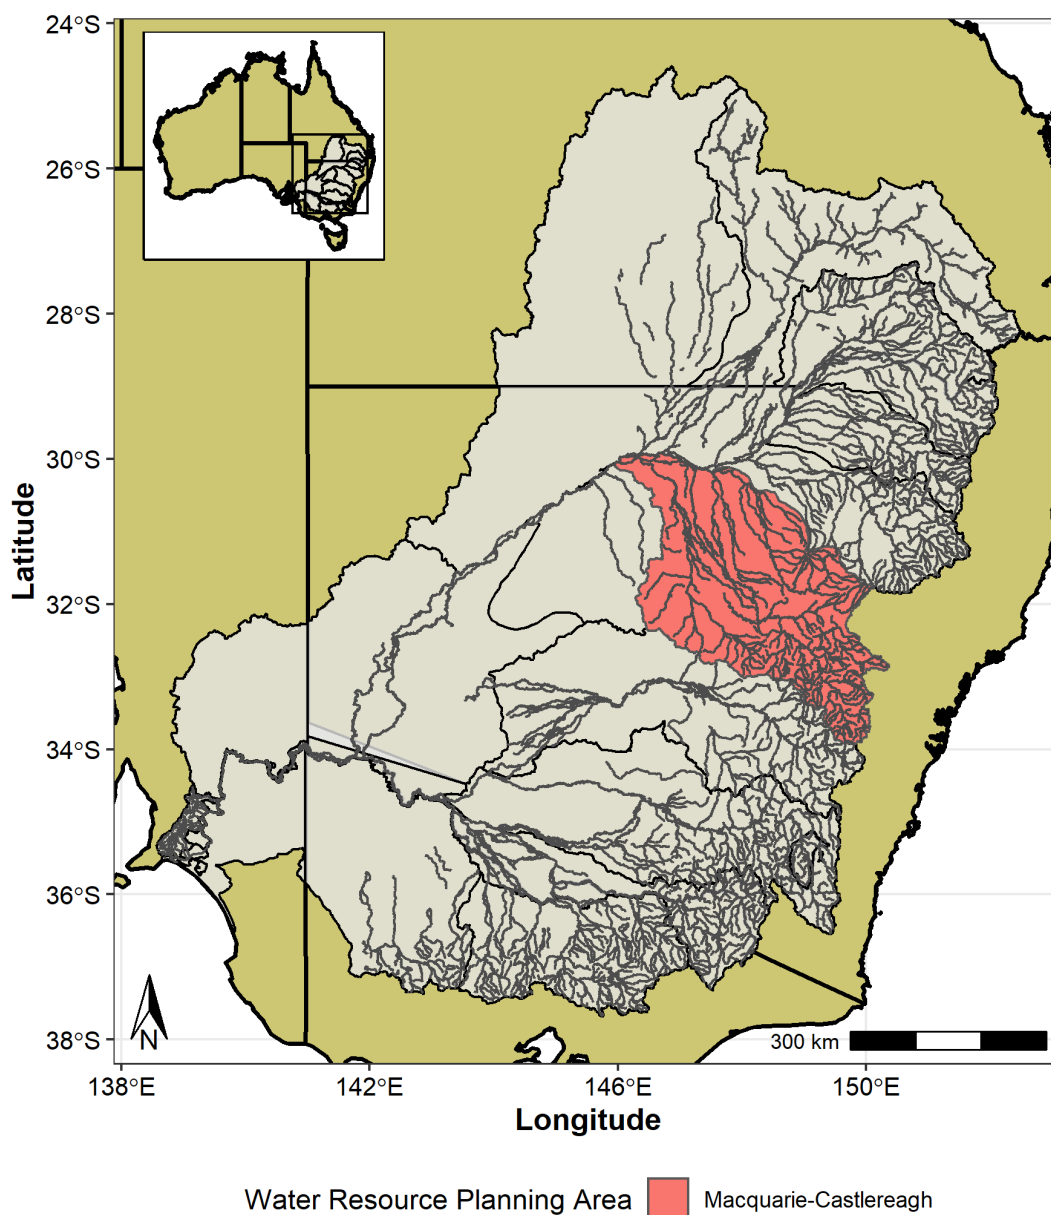 24°S
26°S
28°S
30°S
32°S
34°S
36°S
38°S
Latitude
N
300 km
138°E
142°E
146°E
150°E
Longitude
Water Resource Planning Area
Macquarie-Castlereagh